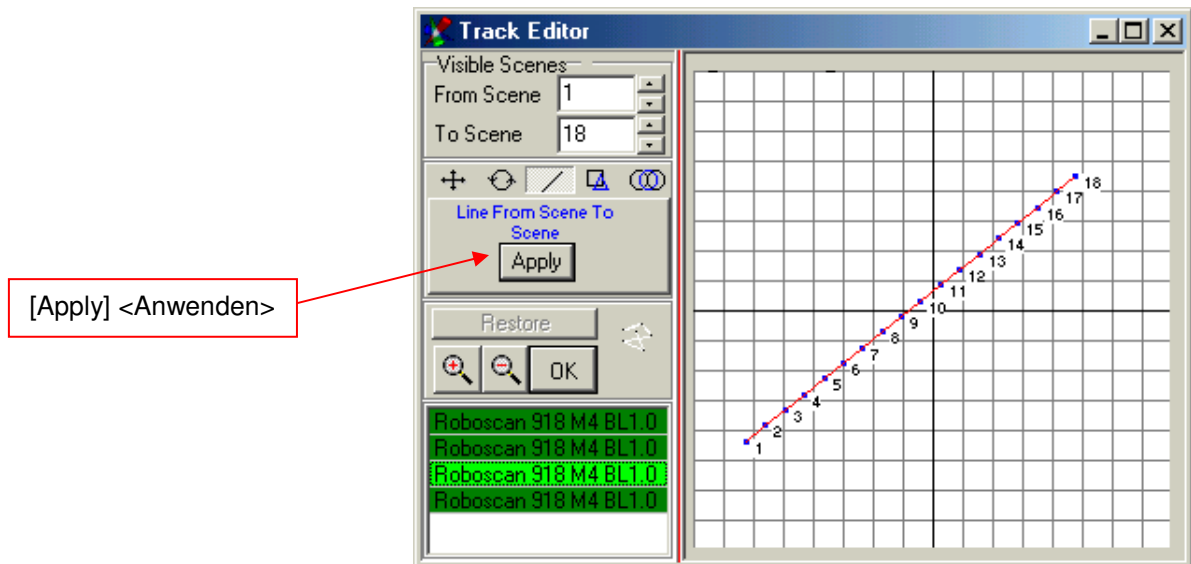 Track Editor
Visible Scenes
From Scene 1
To Scene 18
Line From Scene To
Scene
Apply
[Apply] <Anwenden>
Restore
OK
Roboscan 918 M4 BL1.0
Roboscan 918 M4 BL1.0
Roboscan 918 M4 BL1.0
Roboscan 918 M4 BL1.0
1
2
3
4
5
6
7
8
9
10
11
12
13
14
15
16
17
18